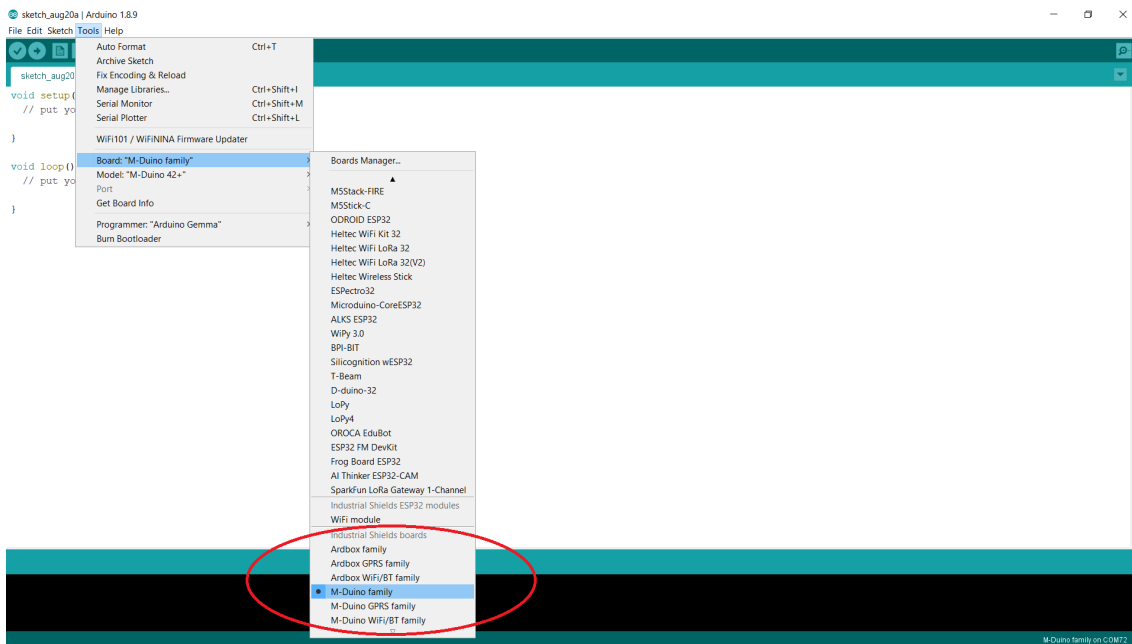 sketch_aug20a | Arduino 1.8.9
File Edit Sketch Tools Help
Auto Format Ctrl+T
Archive Sketch
Fix Encoding & Reload
Manage Libraries... Ctrl+Shift+I
Serial Monitor Ctrl+Shift+M
Serial Plotter Ctrl+Shift+L
WiFi101 / WiFiNINA Firmware Updater
Board: "M-Duino family"
Model: "M-Duino 42+"
Port
Get Board Info
Programmer: "Arduino Gemma"
Burn Bootloader
sketch_aug20
void setup(
// put yo
}
void loop()
// put yo
}
Boards Manager...
M5Stack-FIRE
M5Stick-C
ODROID ESP32
Heltec WiFi Kit 32
Heltec WiFi LoRa 32
Heltec WiFi LoRa 32(V2)
Heltec Wireless Stick
ESPectro32
Microduino-CoreESP32
ALKS ESP32
WiPy 3.0
BPI-BIT
Silicognition wESP32
T-Beam
D-duino-32
LoPy
LoPy4
OROCA EduBot
ESP32 FM DevKit
Frog Board ESP32
AI Thinker ESP32-CAM
SparkFun LoRa Gateway 1-Channel
Industrial Shields ESP32 modules
WiFi module
Industrial Shields boards
Ardbox family
Ardbox GPRS family
Ardbox WiFi/BT family
M-Duino family
M-Duino GPRS family
M-Duino WiFi/BT family
M-Duino family on COM72